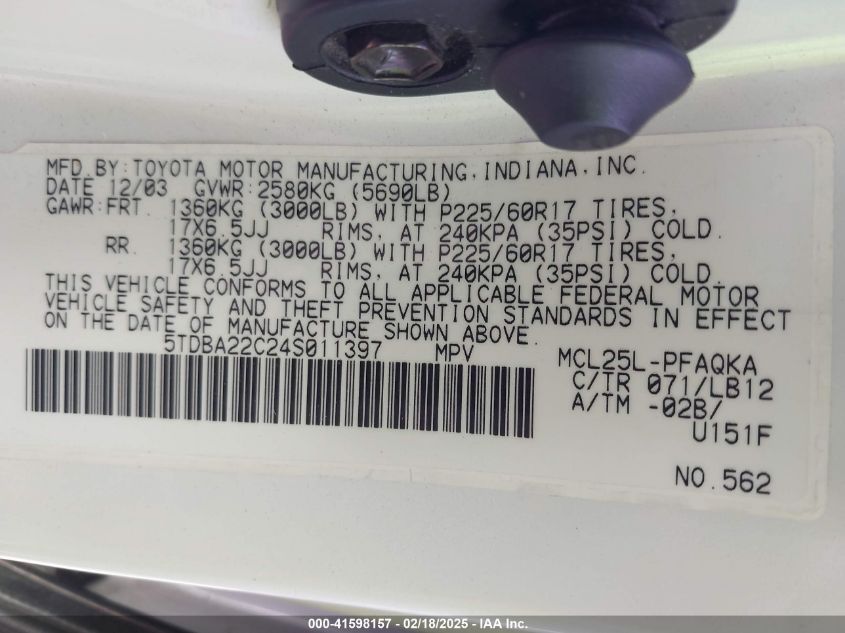 MFD.BY:TOYOTA MOTOR MANUFACTURING,INDIANA,INC.
DATE 12/03 GVWR:2580KG (5690LB)
GAWR:FRT. 1360KG (3000LB) WITH P225/60R17 TIRES,
17X6.5JJ RIMS, AT 240KPA (35PSI) COLD.
RR. 1360KG (3000LB) WITH P225/60R17 TIRES,
17X6.5JJ RIMS, AT 240KPA (35PSI) COLD.
THIS VEHICLE CONFORMS TO ALL APPLICABLE FEDERAL MOTOR
VEHICLE SAFETY AND THEFT PREVENTION STANDARDS IN EFFECT
ON THE DATE OF MANUFACTURE SHOWN ABOVE.
5TDBA22C24S011397 MPV
MCL25L-PFAQKA
C/TR 071/LB12
A/TM -02B/
U151F
NO.562
000-41598157 - 02/18/2025 - IAA, Inc.